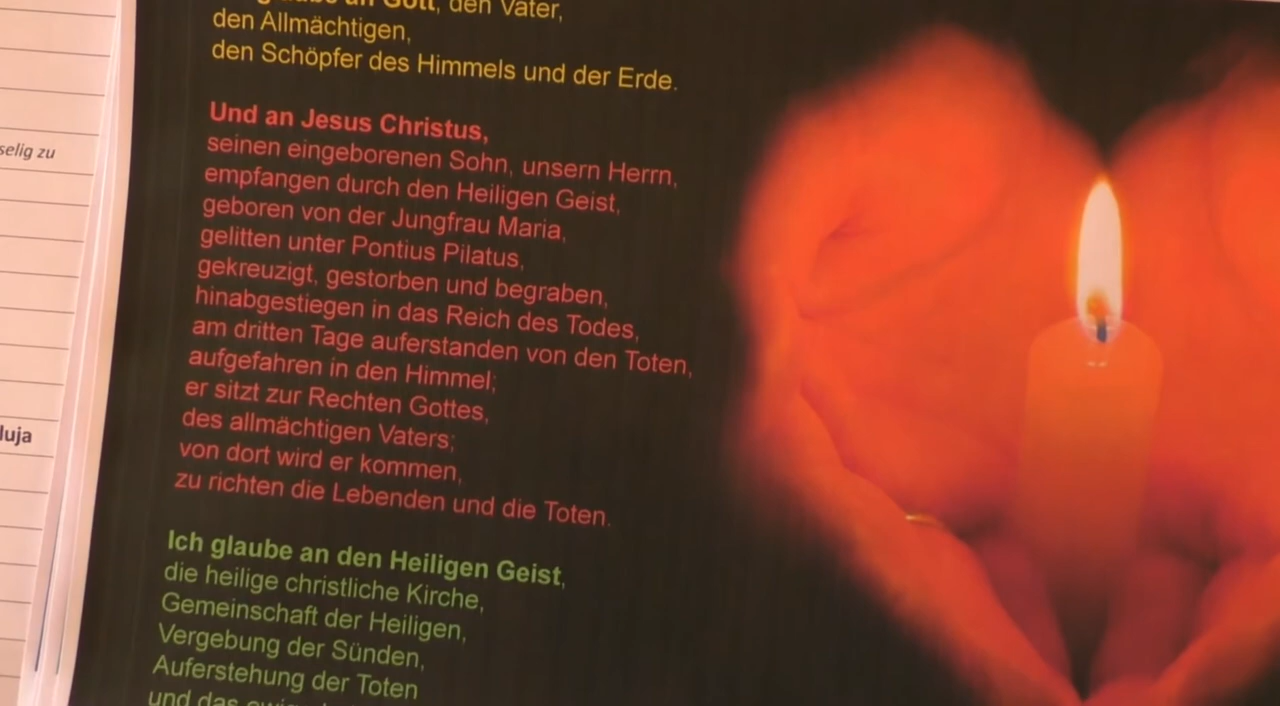 an Gott, den Vater,
den Allmächtigen,
den Schöpfer des Himmels und der Erde.
Und an Jesus Christus,
seinen eingeborenen Sohn, unsern Herrn,
empfangen durch den Heiligen Geist,
geboren von der Jungfrau Maria,
gelitten unter Pontius Pilatus,
gekreuzigt, gestorben und begraben,
hinabgestiegen in das Reich des Todes,
am dritten Tage auferstanden von den Toten,
aufgefahren in den Himmel;
er sitzt zur Rechten Gottes,
des allmächtigen Vaters;
von dort wird er kommen,
zu richten die Lebenden und die Toten.
Ich glaube an den Heiligen Geist,
die heilige christliche Kirche,
Gemeinschaft der Heiligen,
Vergebung der Sünden,
Auferstehung der Toten
und das
selig zu
luja